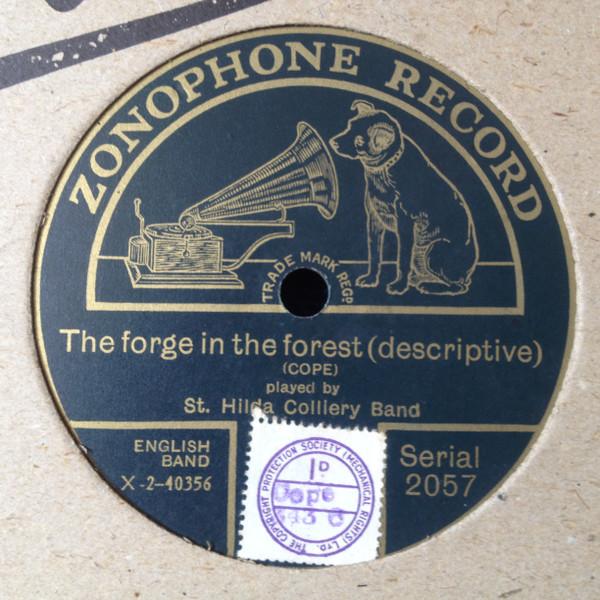 ZONOPHONE RECORD
TRADE MARK REGD
The forge in the forest (descriptive)
(COPE)
played by
St. Hilda Colliery Band
ENGLISH
BAND
X-2-40356
Serial
2057
THE COPYRIGHT PROTECTION SOCIETY (MECHANICAL RIGHTS) LTD.
1D